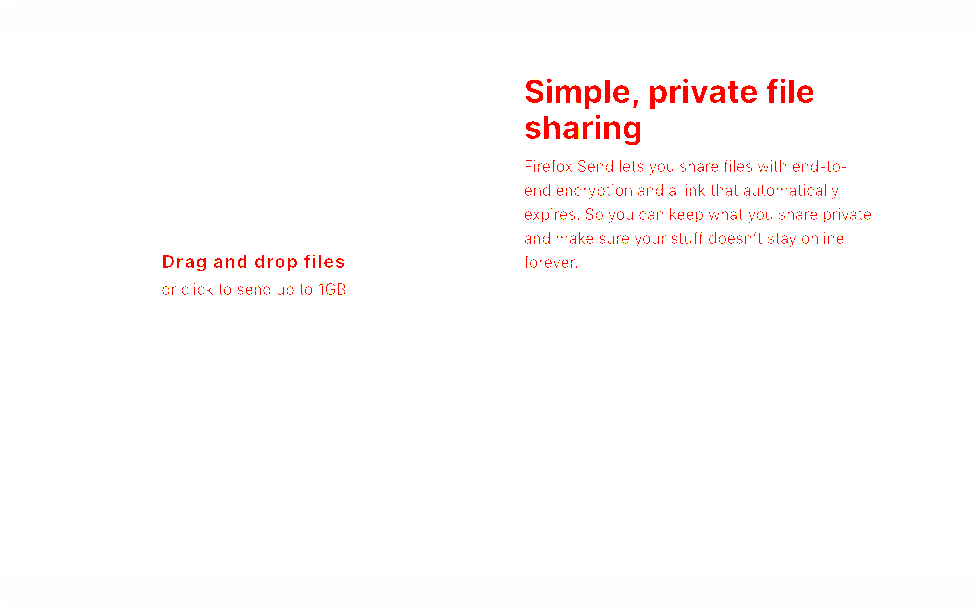 Simple, private file
sharing
Firefox Send lets you share files with end-to-
end encryption and a link that automatically
expires. So you can keep what you share private
and make sure your stuff doesn't stay online
forever.
Drag and drop files
or click to send up to 1GB